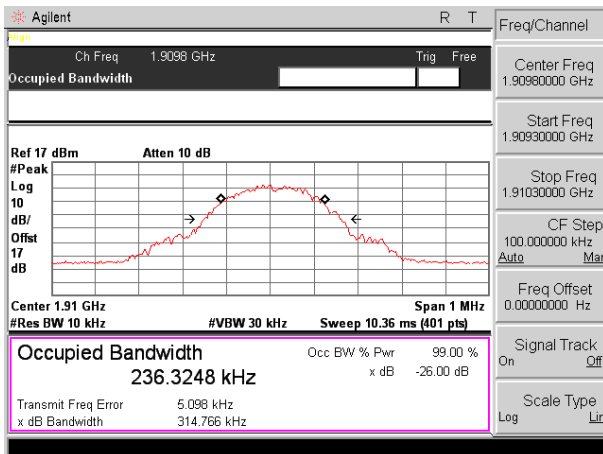 Agilent R T
Align
Ch Freq 1.9098 GHz Trig Free
Occupied Bandwidth
Ref 17 dBm Atten 10 dB
#Peak
Log
10
dB/
Offst
17
dB
Center 1.91 GHz Span 1 MHz
#Res BW 10 kHz #VBW 30 kHz Sweep 10.36 ms (401 pts)
Occupied Bandwidth Occ BW % Pwr 99.00 %
236.3248 kHz x dB -26.00 dB
Transmit Freq Error 5.098 kHz
x dB Bandwidth 314.766 kHz
Freq/Channel
Center Freq
1.90980000 GHz
Start Freq
1.90930000 GHz
Stop Freq
1.91030000 GHz
CF Step
100.000000 kHz
Auto Man
Freq Offset
0.00000000 Hz
Signal Track
On Off
Scale Type
Log Lin